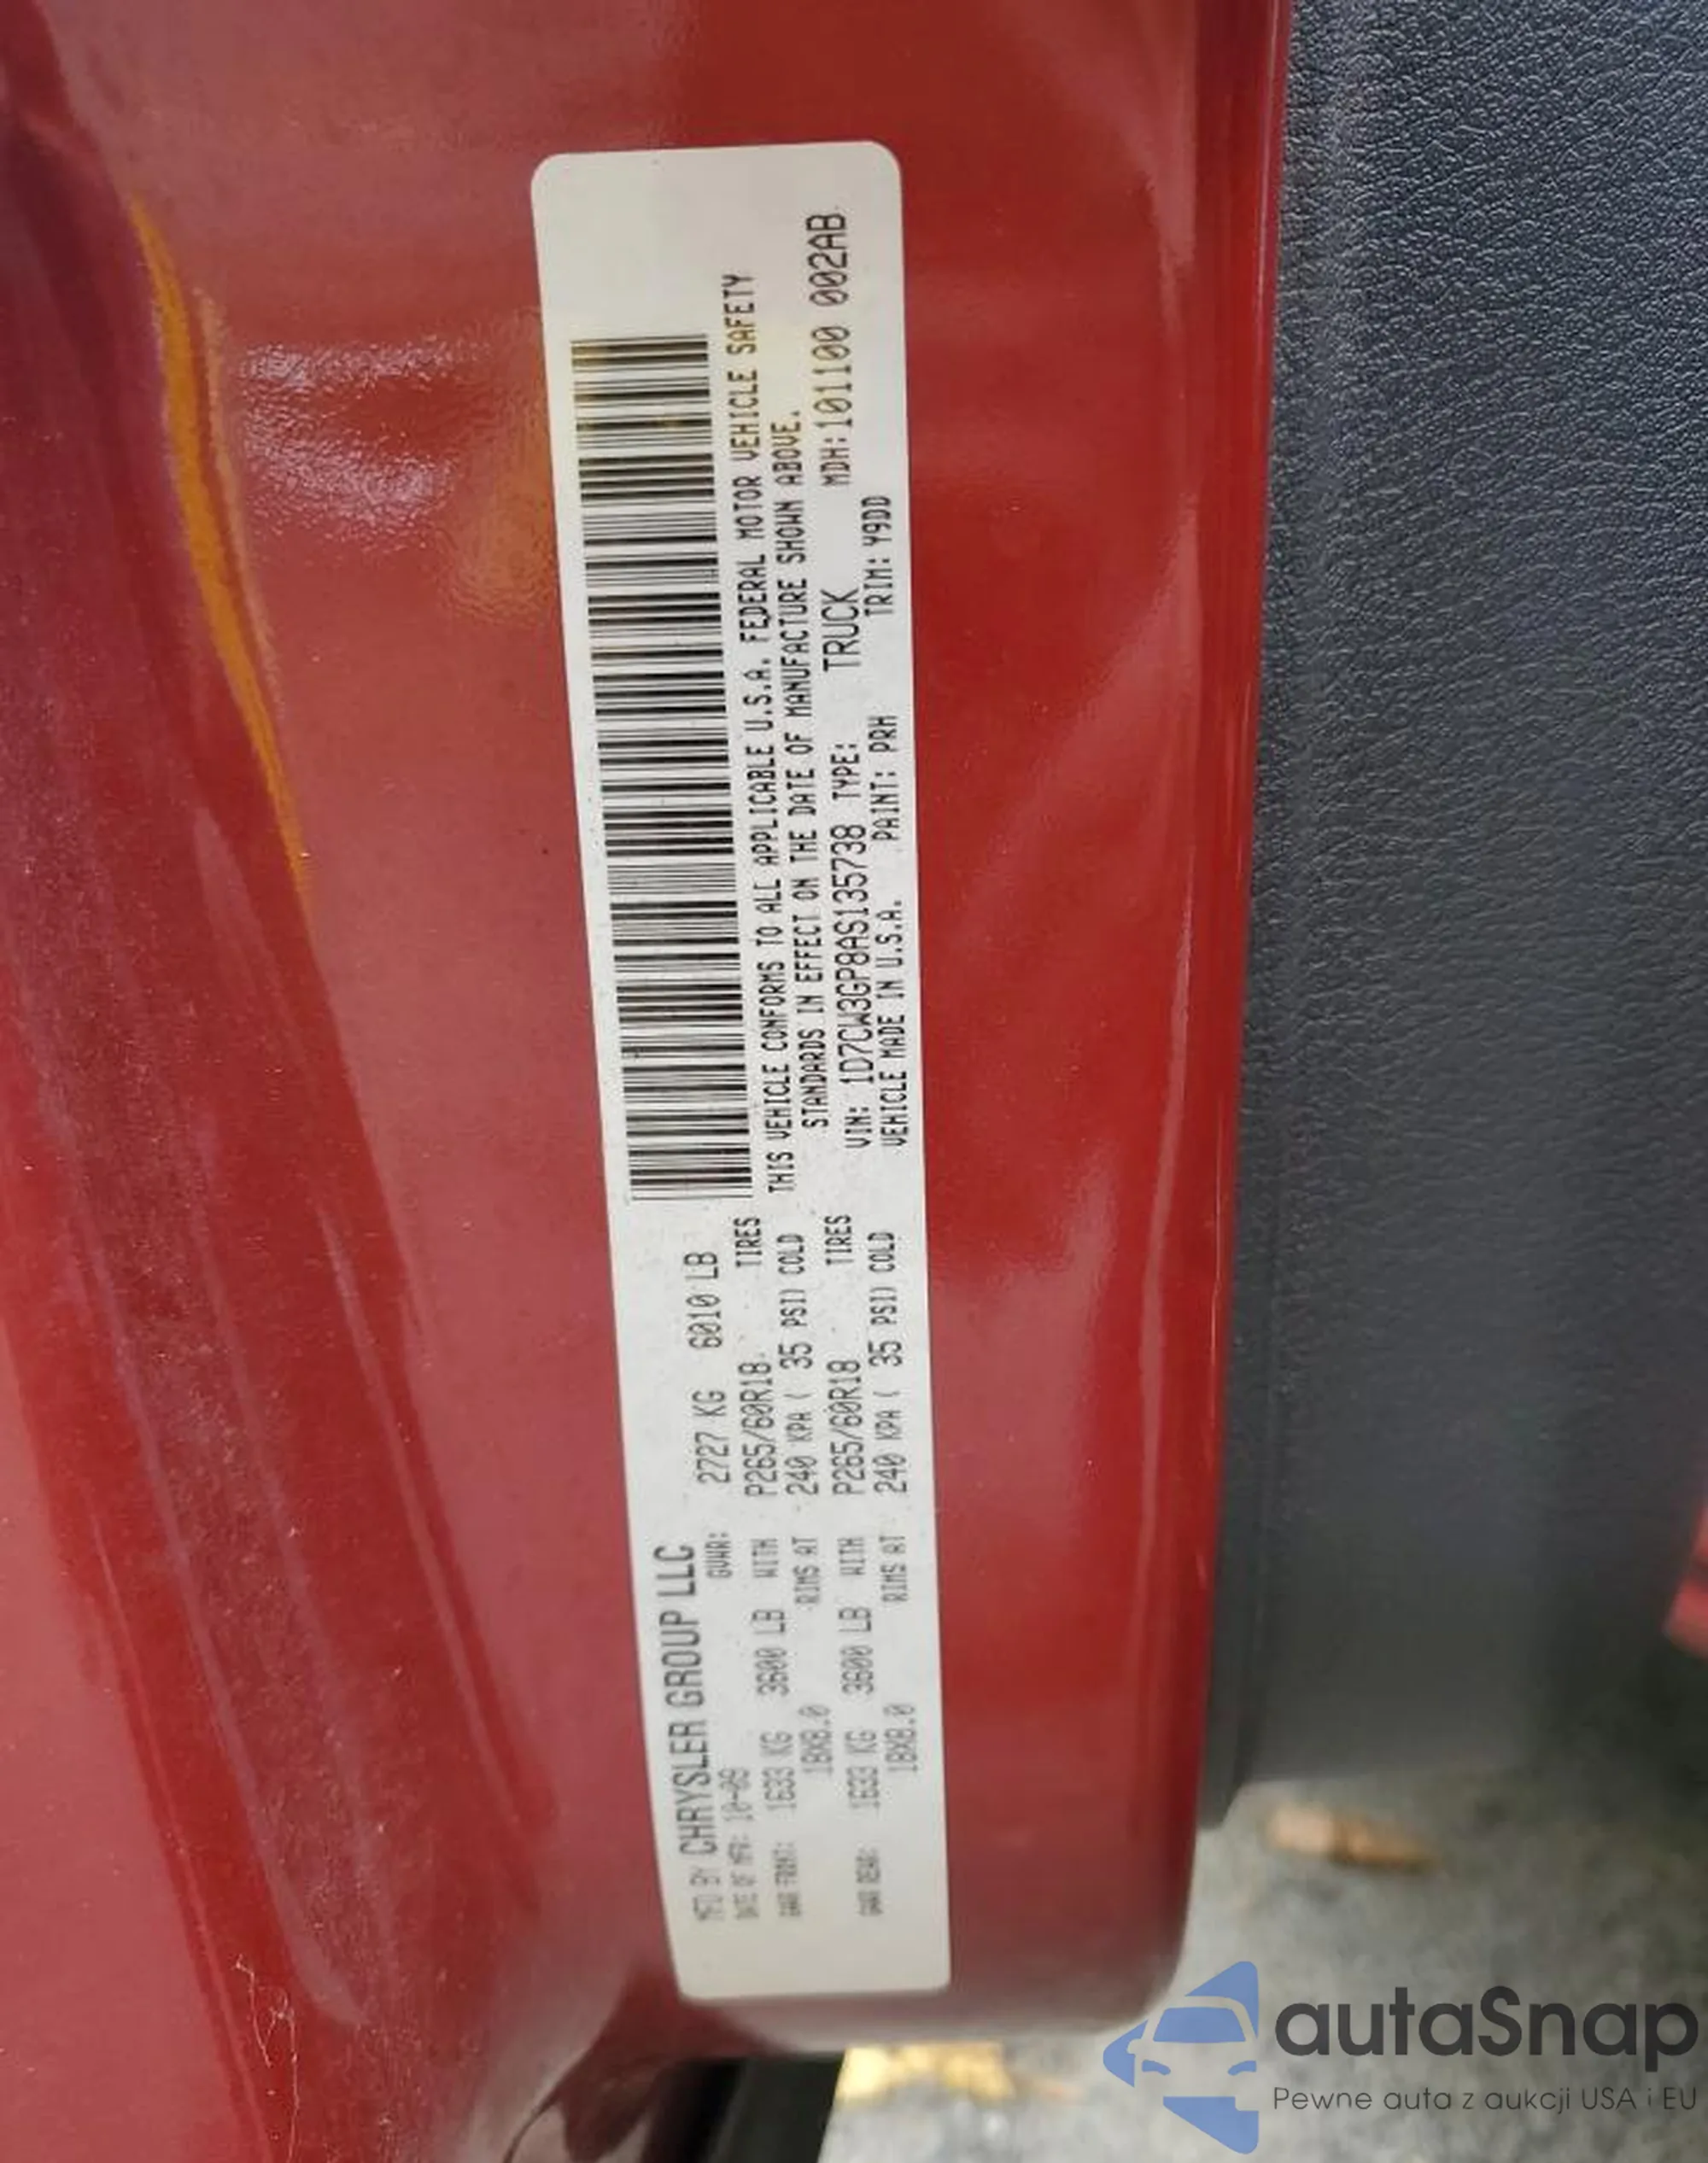 MFD BY CHRYSLER GROUP LLC
DATE OF MFR: 10-09 GVWR: 2727 KG 6010 LB
GAWR FRONT: 1633 KG 3600 LB WITH P265/60R18 TIRES
18X8.0 RIMS AT 240 KPA ( 35 PSI) COLD
GAWR REAR: 1633 KG 3600 LB WITH P265/60R18 TIRES
18X8.0 RIMS AT 240 KPA ( 35 PSI) COLD
THIS VEHICLE CONFORMS TO ALL APPLICABLE U.S.A. FEDERAL MOTOR VEHICLE SAFETY
STANDARDS IN EFFECT ON THE DATE OF MANUFACTURE SHOWN ABOVE.
VIN: 1D7CW3GP8AS135738 TYPE: TRUCK MDH:101100 002AB
VEHICLE MADE IN U.S.A. PAINT: PRH TRIM: Y9DD
autaSnap
Pewne auta z aukcji USA i EU